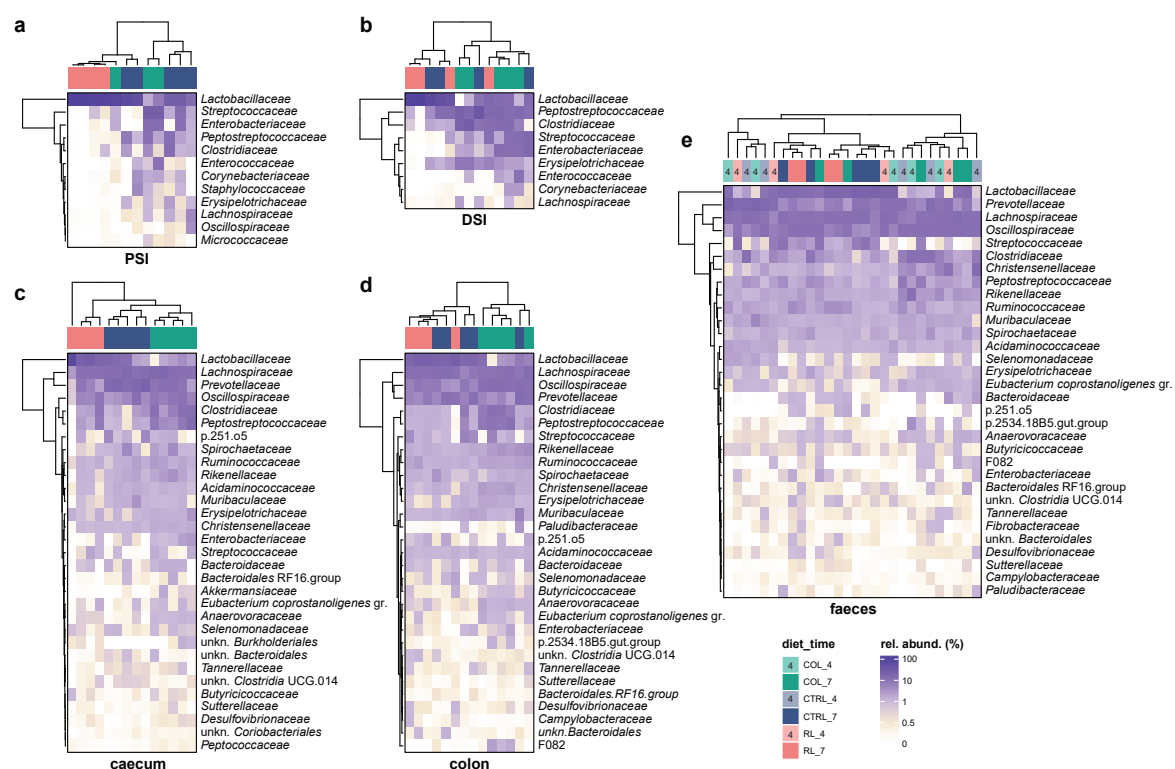 a
Lactobacillaceae
Streptococcaceae
Enterobacteriaceae
Peptostreptococcaceae
Clostridiaceae
Enterococcaceae
Corynebacteriaceae
Staphylococcaceae
Erysipelotrichaceae
Lachnospiraceae
Oscillospiraceae
Micrococcaceae
PSI
b
Lactobacillaceae
Peptostreptococcaceae
Clostridiaceae
Streptococcaceae
Enterobacteriaceae
Erysipelotrichaceae
Enterococcaceae
Corynebacteriaceae
Lachnospiraceae
DSI
c
Lactobacillaceae
Lachnospiraceae
Prevotellaceae
Oscillospiraceae
Clostridiaceae
Peptostreptococcaceae
p.251.o5
Spirochaetaceae
Ruminococcaceae
Rikenellaceae
Acidaminococcaceae
Muribaculaceae
Erysipelotrichaceae
Christensenellaceae
Enterobacteriaceae
Streptococcaceae
Bacteroidaceae
Bacteroidales RF16.group
Akkermansiaceae
Eubacterium coprostanoligenes gr.
Anaerovoracaceae
Selenomonadaceae
unkn. Burkholderiales
unkn. Bacteroidales
Tannerellaceae
unkn. Clostridia UCG.014
Butyricicoccaceae
Sutterellaceae
Desulfovibrionaceae
unkn. Coriobacteriales
Peptococcaceae
caecum
d
Lactobacillaceae
Lachnospiraceae
Oscillospiraceae
Prevotellaceae
Clostridiaceae
Peptostreptococcaceae
Streptococcaceae
Rikenellaceae
Ruminococcaceae
Spirochaetaceae
Christensenellaceae
Erysipelotrichaceae
Muribaculaceae
Paludibacteraceae
p.251.o5
Acidaminococcaceae
Bacteroidaceae
Selenomonadaceae
Butyricicoccaceae
Anaerovoracaceae
Eubacterium coprostanoligenes gr.
Enterobacteriaceae
p.2534.18B5.gut.group
unkn. Clostridia UCG.014
Tannerellaceae
Sutterellaceae
Bacteroidales.RF16.group
Desulfovibrionaceae
Campylobacteraceae
unkn.Bacteroidales
F082
colon
e
4 4 4 4 4 4 4 4 4 4 4 4 4 4
Lactobacillaceae
Prevotellaceae
Lachnospiraceae
Oscillospiraceae
Streptococcaceae
Clostridiaceae
Christensenellaceae
Peptostreptococcaceae
Rikenellaceae
Ruminococcaceae
Muribaculaceae
Spirochaetaceae
Acidaminococcaceae
Selenomonadaceae
Erysipelotrichaceae
Eubacterium coprostanoligenes gr.
Bacteroidaceae
p.251.o5
p.2534.18B5.gut.group
Anaerovoracaceae
Butyricicoccaceae
F082
Enterobacteriaceae
Bacteroidales RF16.group
unkn. Clostridia UCG.014
Tannerellaceae
Fibrobacteraceae
unkn. Bacteroidales
Desulfovibrionaceae
Sutterellaceae
Campylobacteraceae
Paludibacteraceae
faeces
diet_time
4 COL_4
COL_7
4 CTRL_4
CTRL_7
4 RL_4
RL_7
rel. abund. (%)
100
10
1
0.5
0